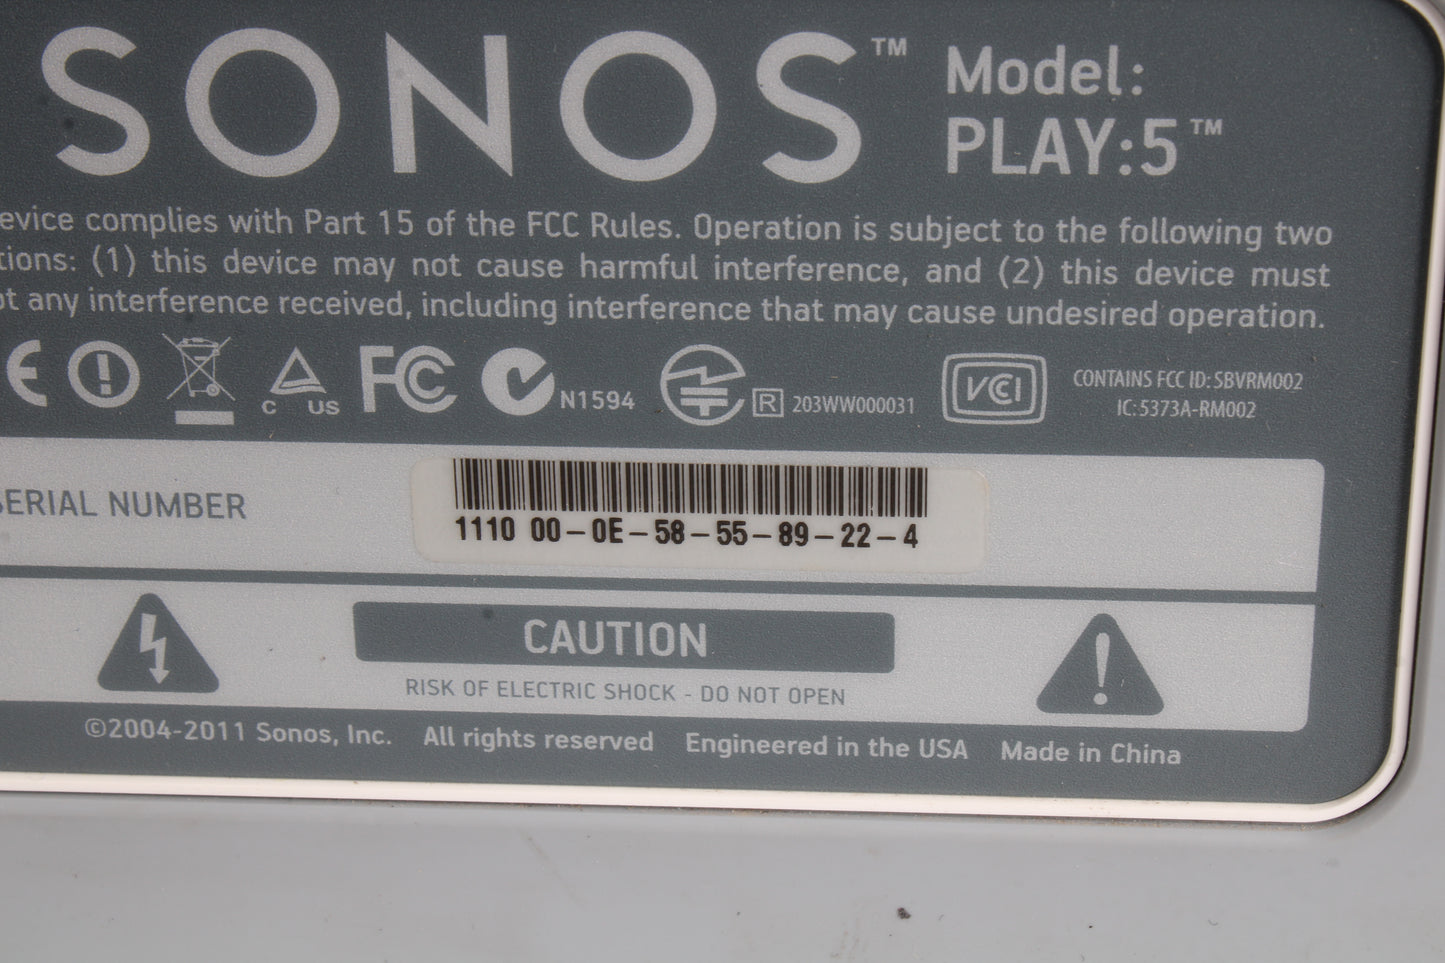 SONOS™ Model:
PLAY:5™
evice complies with Part 15 of the FCC Rules. Operation is subject to the following two
tions: (1) this device may not cause harmful interference, and (2) this device must
ot any interference received, including interference that may cause undesired operation.
CE C US FC N1594 R 203WW000031 VCI CONTAINS FCC ID: SBVRM002
IC: 5373A-RM002
SERIAL NUMBER
1110 00-0E-58-55-89-22-4
CAUTION
RISK OF ELECTRIC SHOCK - DO NOT OPEN
©2004-2011 Sonos, Inc. All rights reserved Engineered in the USA Made in China